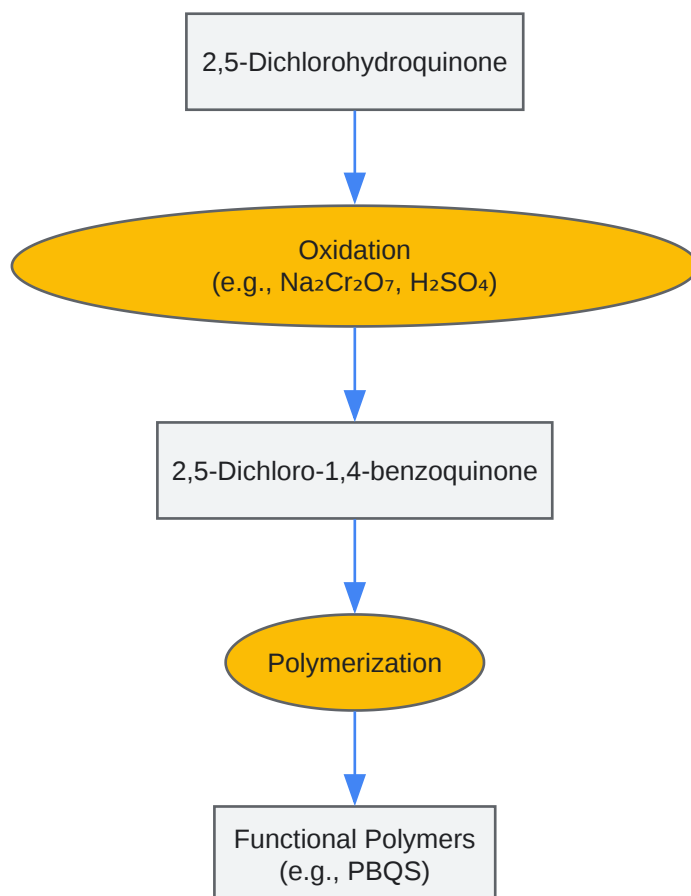 2,5-Dichlorohydroquinone
Oxidation
(e.g., Na₂Cr₂O₇, H₂SO₄)
2,5-Dichloro-1,4-benzoquinone
Polymerization
Functional Polymers
(e.g., PBQS)